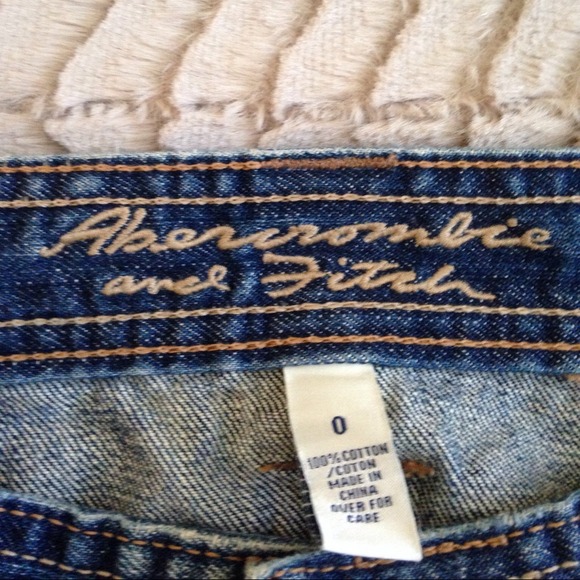 Abercrombie
and Fitch
0
100% COTTON
/COTON
MADE IN
CHINA
OVER FOR
CARE